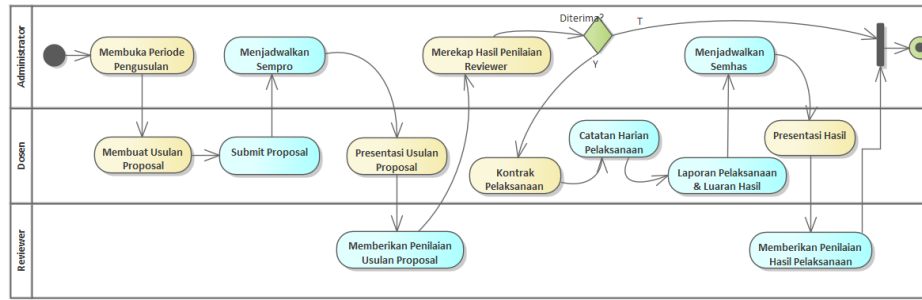 Administrator
Membuka Periode
Pengusulan
Menjadwalkan
Sempro
Merekap Hasil Penilaian
Reviewer
Diterima?
T
Y
Menjadwalkan
Semhas
Dosen
Membuat Usulan
Proposal
Submit Proposal
Presentasi Usulan
Proposal
Kontrak
Pelaksanaan
Catatan Harian
Pelaksanaan
Laporan Pelaksanaan
& Luaran Hasil
Presentasi Hasil
Reviewer
Memberikan Penilaian
Usulan Proposal
Memberikan Penilaian
Hasil Pelaksanaan